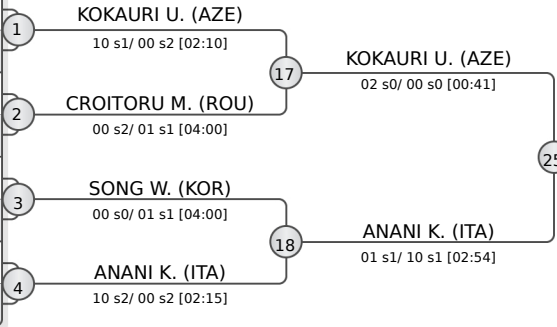 KOKAURI U. (AZE)
1
10 s1/ 00 s2 [02:10]
KOKAURI U. (AZE)
17
02 s0/ 00 s0 [00:41]
CROITORU M. (ROU)
2
00 s2/ 01 s1 [04:00]
25
SONG W. (KOR)
3
00 s0/ 01 s1 [04:00]
ANANI K. (ITA)
18
01 s1/ 10 s1 [02:54]
ANANI K. (ITA)
4
10 s2/ 00 s2 [02:15]